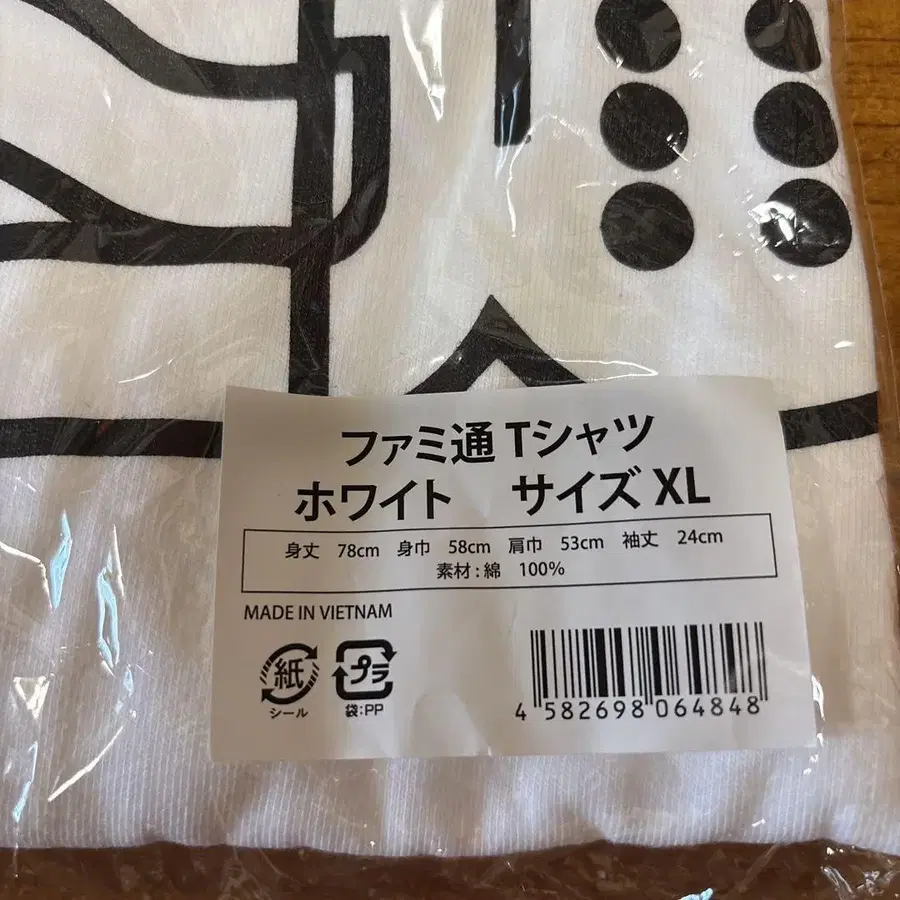 ファミ通 Tシャツ
ホワイト サイズ XL
身丈 78cm 身巾 58cm 肩巾 53cm 袖丈 24cm
素材 : 綿 100%
MADE IN VIETNAM
紙
シール
プラ
袋:PP
4 582698 064848